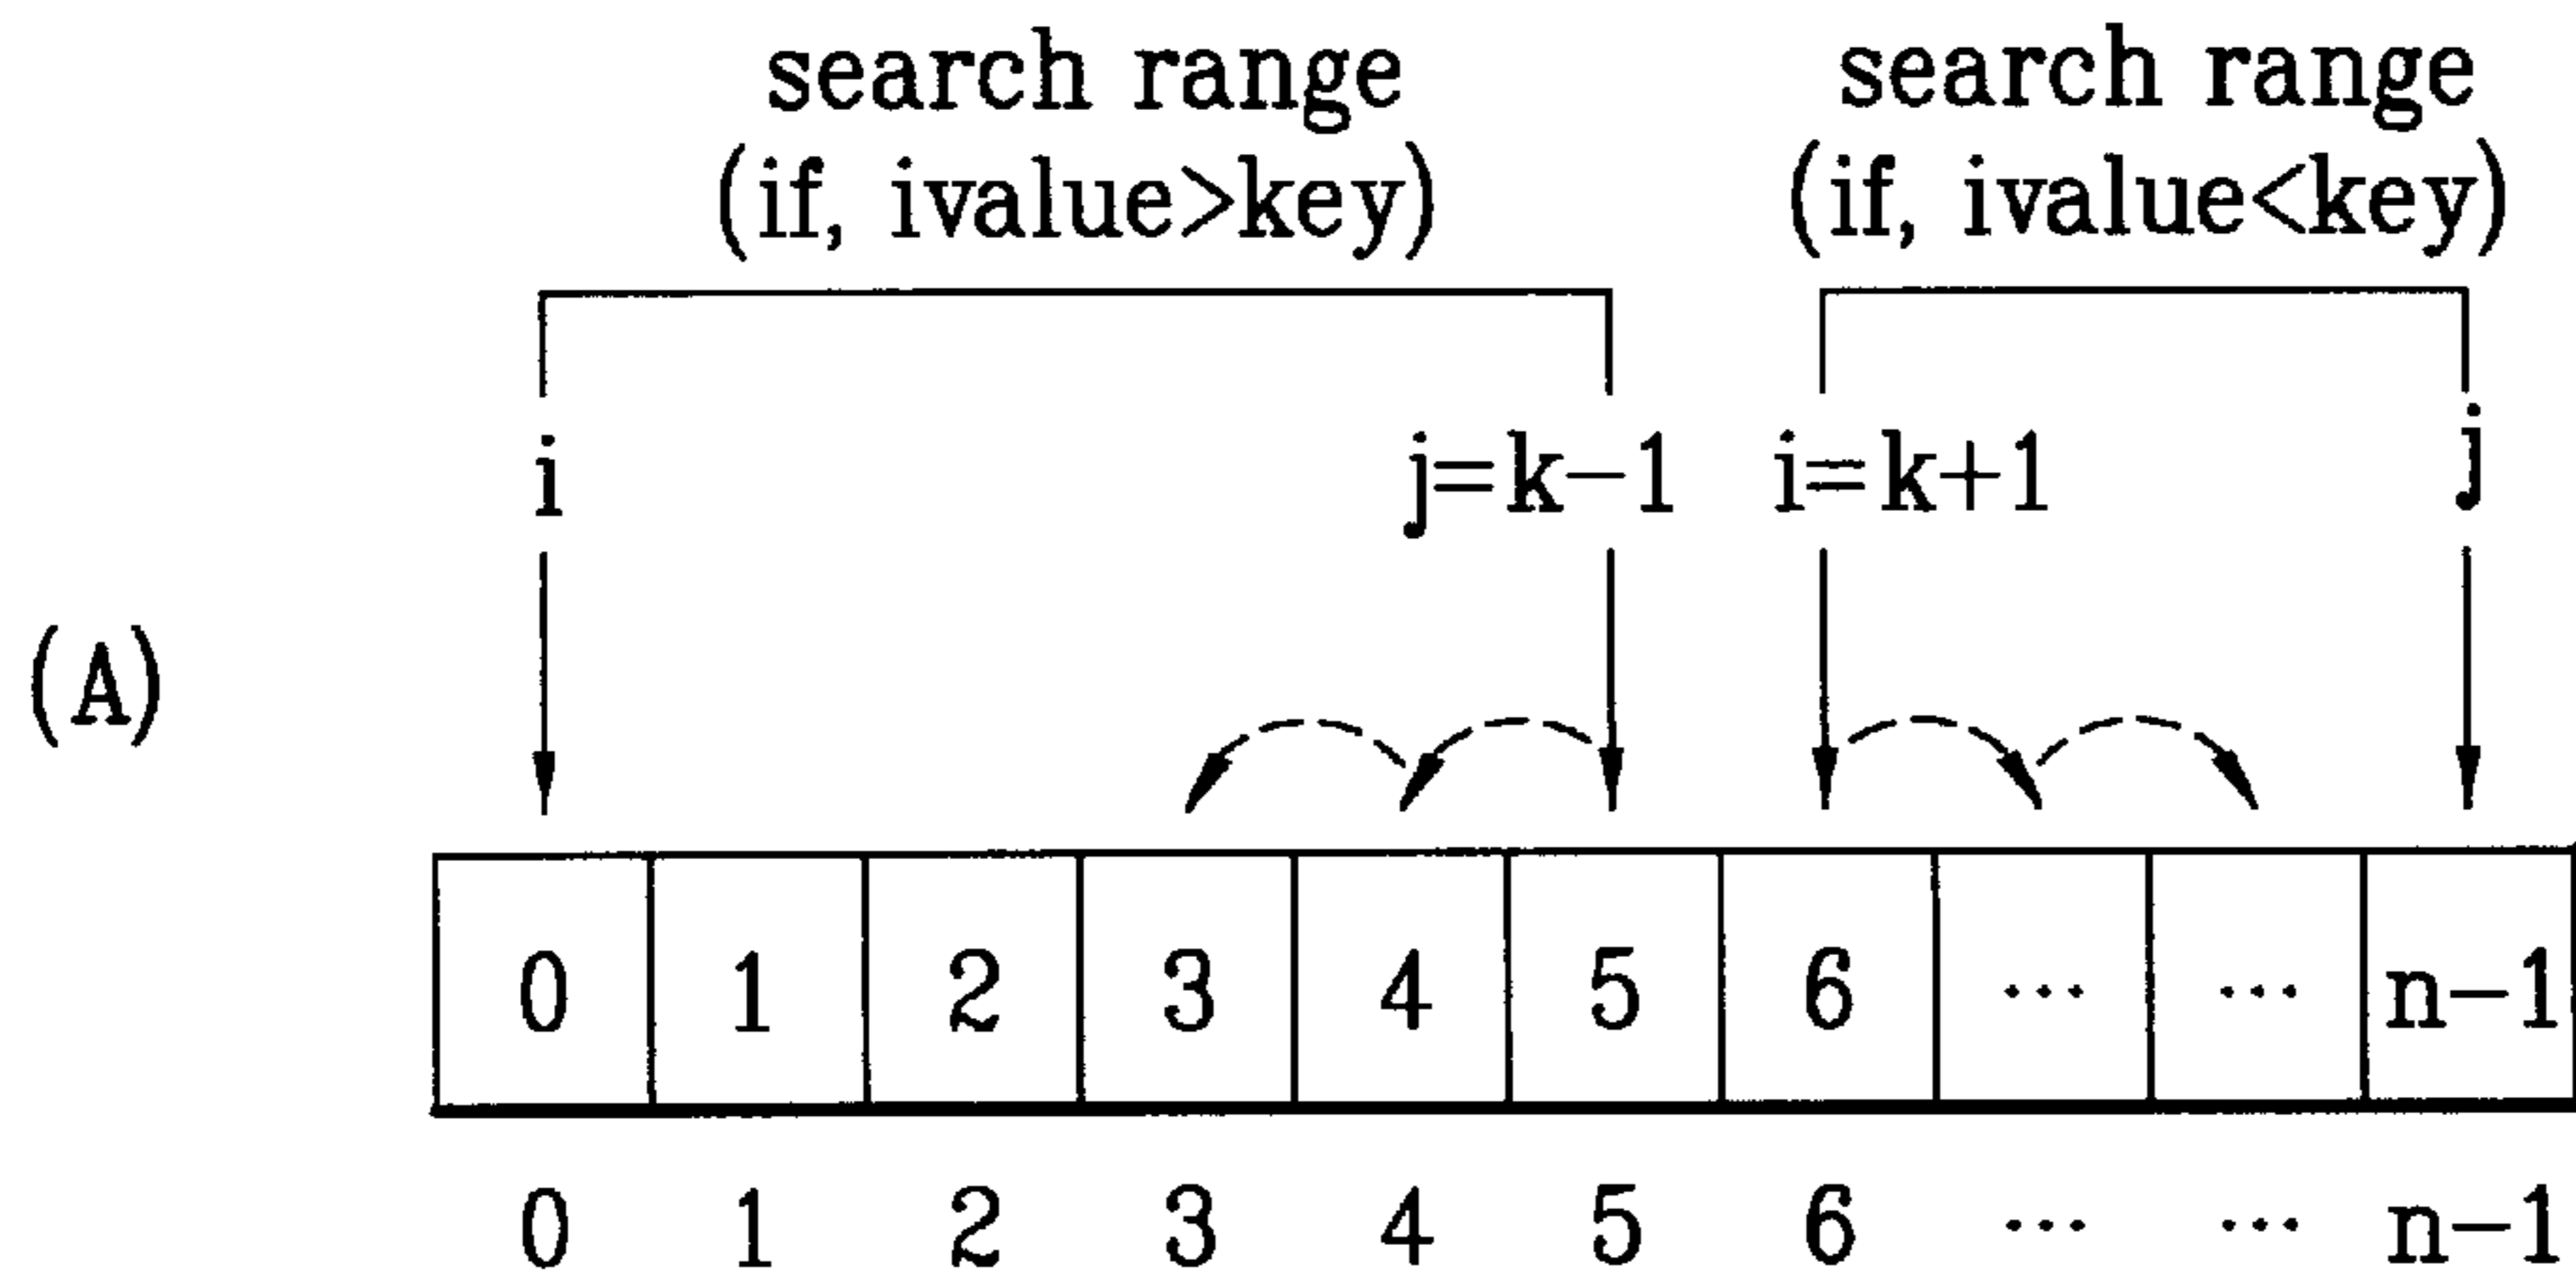 search range search range
(if, ivalue>key) (if, ivalue<key)
i j=k-1 i=k+1 j
(A)
0 1 2 3 4 5 6 ... ... n-1
0 1 2 3 4 5 6 ... ... n-1